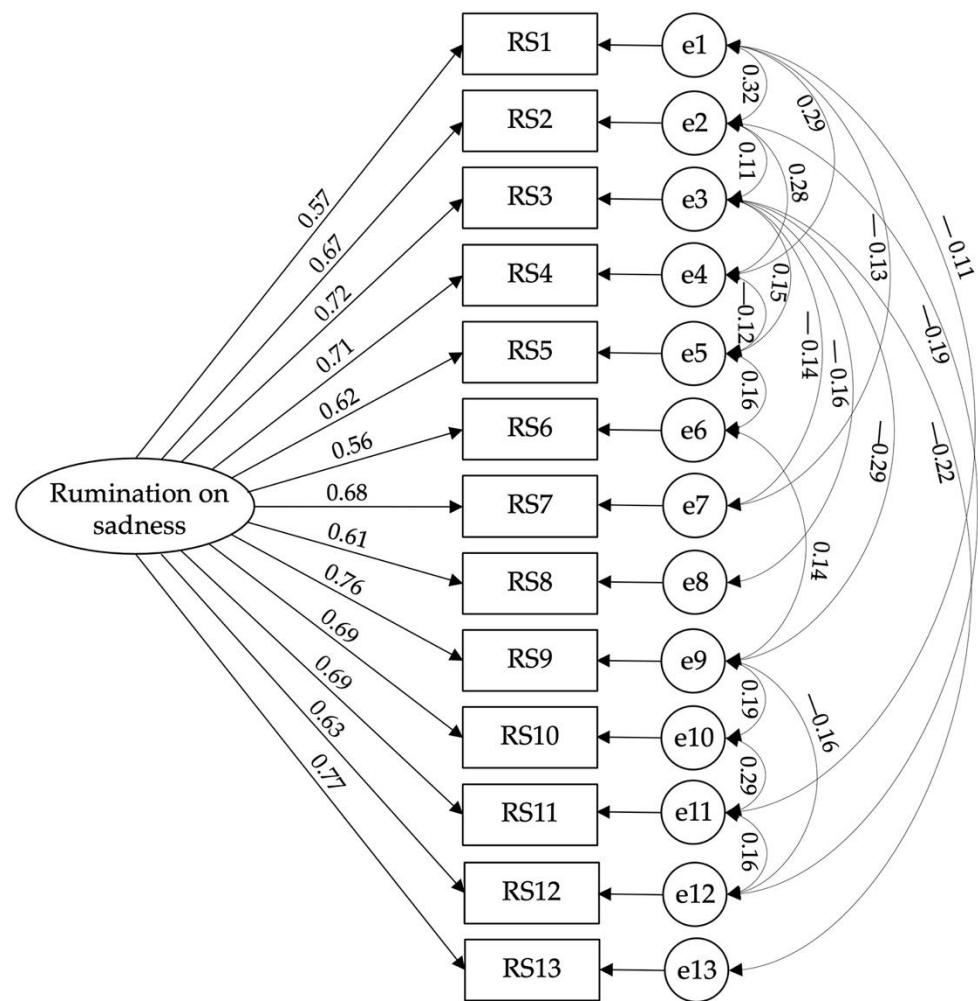 RS1
e1
RS2
e2
RS3
e3
RS4
e4
RS5
e5
RS6
e6
RS7
e7
RS8
e8
RS9
e9
RS10
e10
RS11
e11
RS12
e12
RS13
e13
Rumination on
sadness
0.57
0.67
0.72
0.71
0.62
0.56
0.68
0.61
0.76
0.69
0.69
0.63
0.77
0.32
0.29
0.11
0.28
— 0.13
— 0.11
0.15
—0.12
— 0.14
— 0.16
—0.19
0.16
—0.29
—0.22
0.14
0.19
—0.16
0.29
0.16